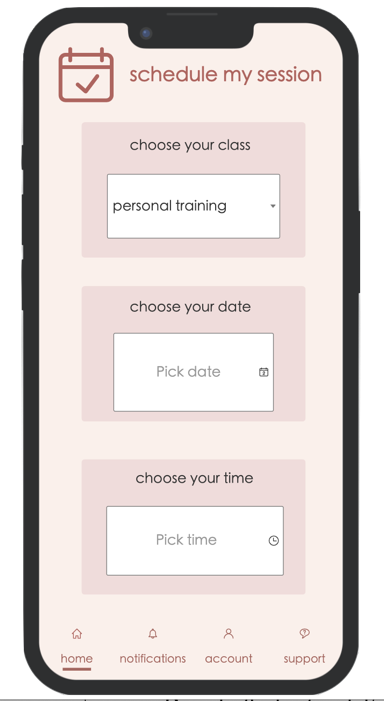 schedule my session
choose your class
personal training
choose your date
Pick date
choose your time
Pick time
home notifications account support